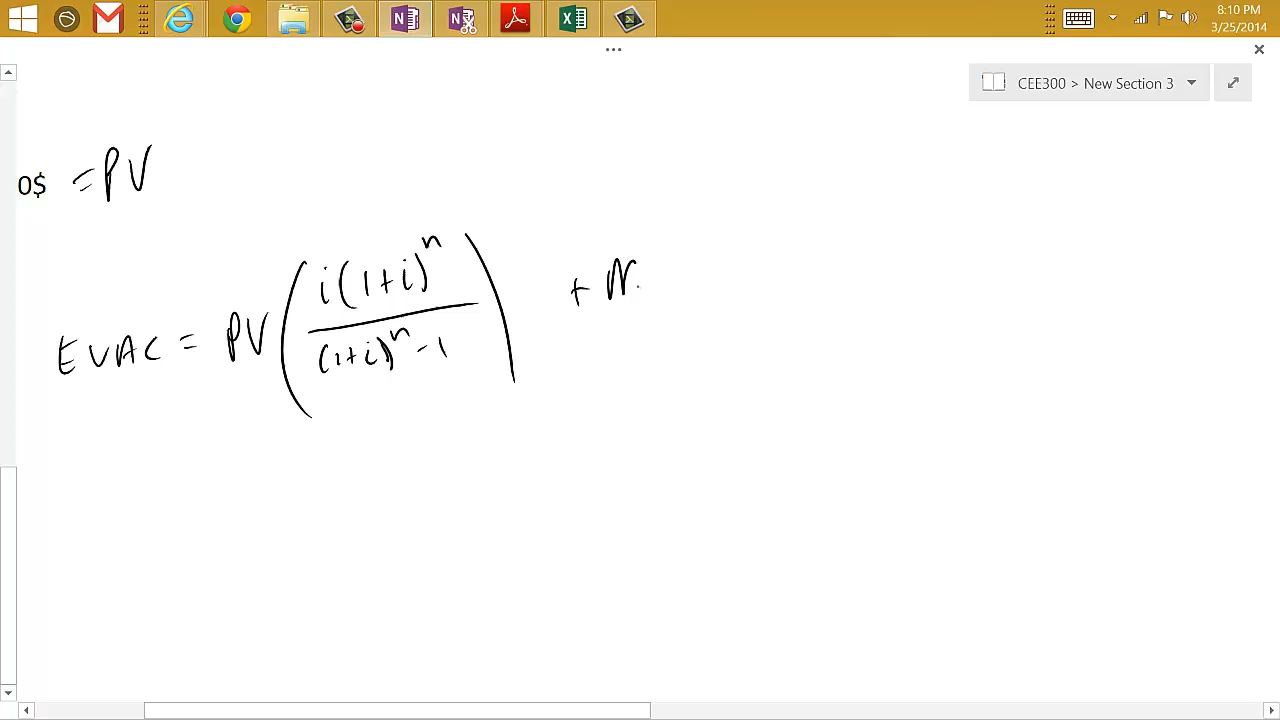 8:10 PM
3/25/2014
CEE300 > New Section 3
0$ = PV
EVAC = PV ( i(1+i)^n / (1+i)^n - 1 ) +